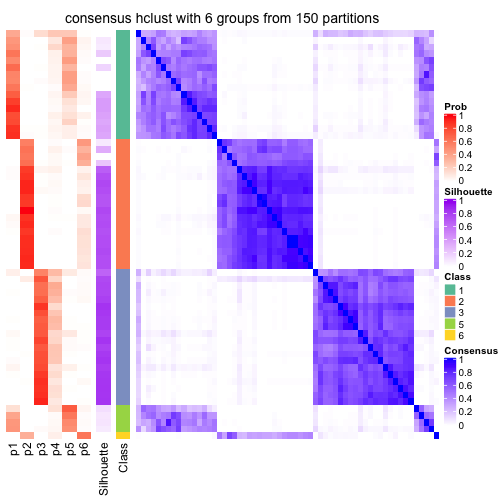 consensus hclust with 6 groups from 150 partitions
Prob
1
0.8
0.6
0.4
0.2
0
Silhouette
1
0.8
0.6
0.4
0.2
0
Class
1
2
3
5
6
Consensus
1
0.8
0.6
0.4
0.2
0
p1
p2
p3
p4
p5
p6
Silhouette
Class